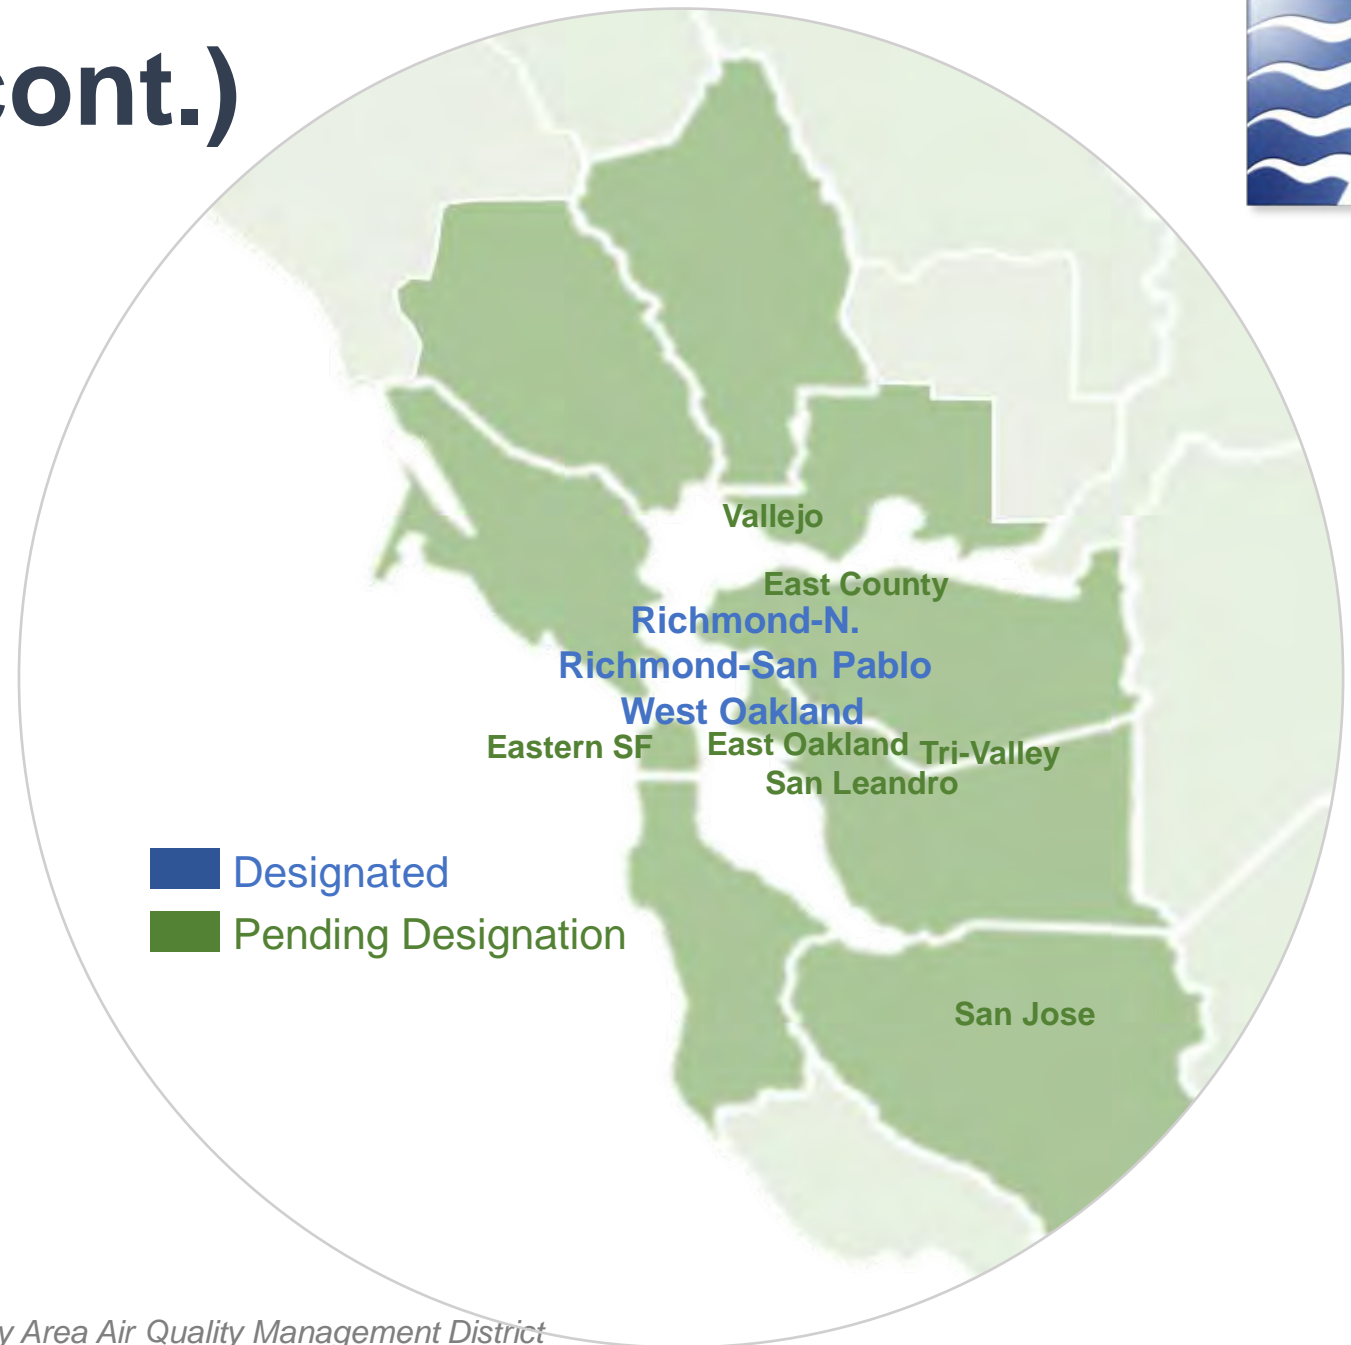 cont.)
Vallejo
East County
Richmond-N.
Richmond-San Pablo
West Oakland
Eastern SF
East Oakland
Tri-Valley
San Leandro
Designated
Pending Designation
San Jose
y Area Air Quality Management District